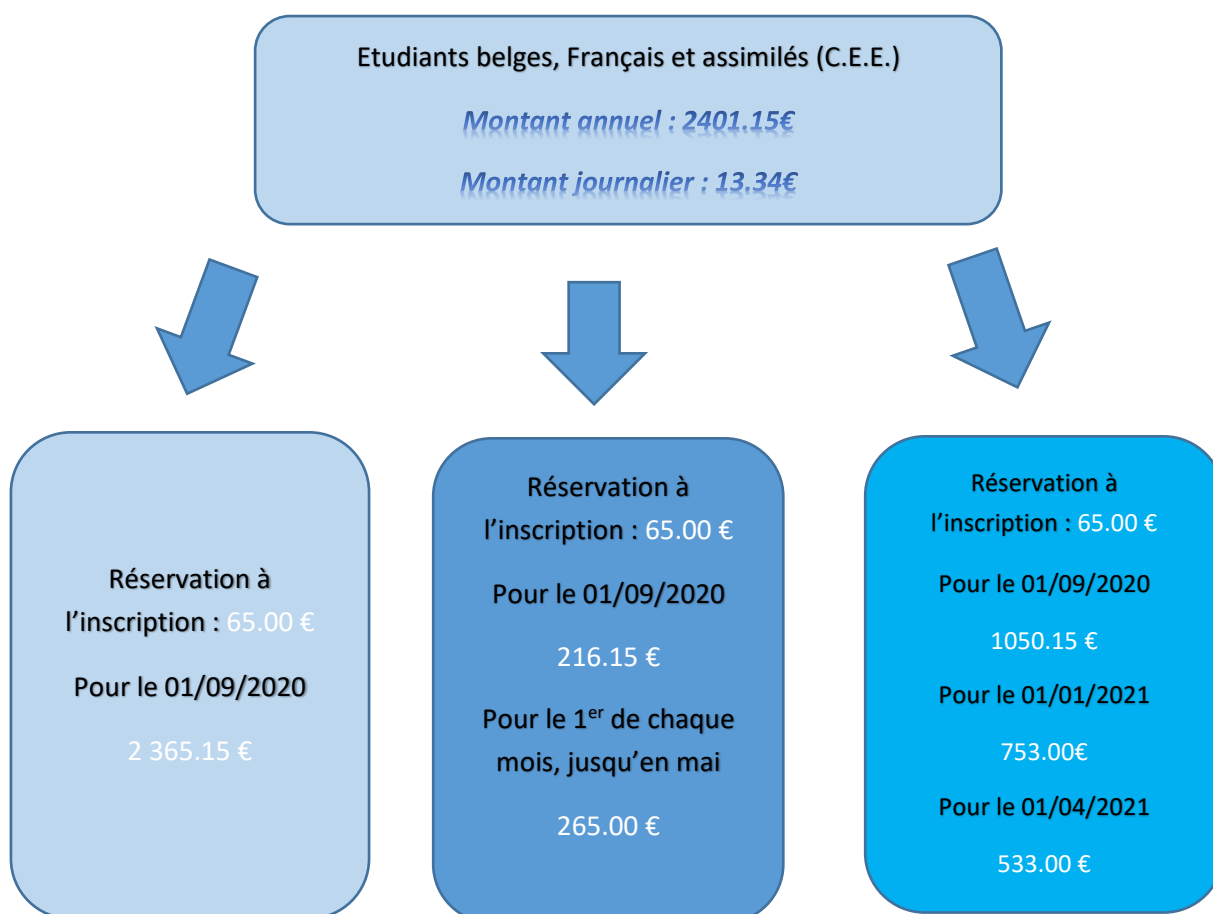 Etudiants belges, Français et assimilés (C.E.E.)
Montant annuel : 2401.15€
Montant journalier : 13.34€
Réservation à
l’inscription : 65.00 €
Pour le 01/09/2020
2 365.15 €
Réservation à
l’inscription : 65.00 €
Pour le 01/09/2020
216.15 €
Pour le 1er de chaque
mois, jusqu’en mai
265.00 €
Réservation à
l’inscription : 65.00 €
Pour le 01/09/2020
1050.15 €
Pour le 01/01/2021
753.00€
Pour le 01/04/2021
533.00 €